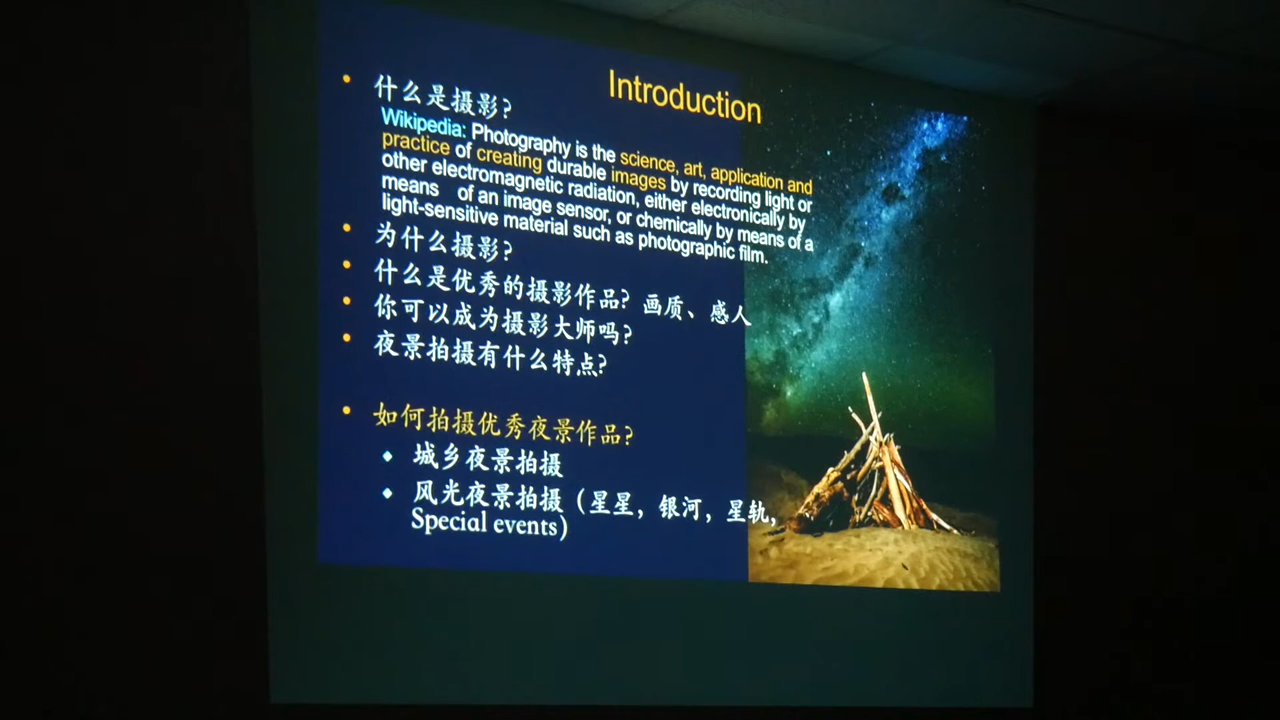 Introduction
什么是摄影?
Wikipedia: Photography is the science, art, application and
practice of creating durable images by recording light or
other electromagnetic radiation, either electronically by
means of an image sensor, or chemically by means of a
light-sensitive material such as photographic film.
为什么摄影?
什么是优秀的摄影作品? 画质、感人
你可以成为摄影大师吗?
夜景拍摄有什么特点?
如何拍摄优秀夜景作品?
城乡夜景拍摄
风光夜景拍摄（星星，银河，星轨，
Special events)